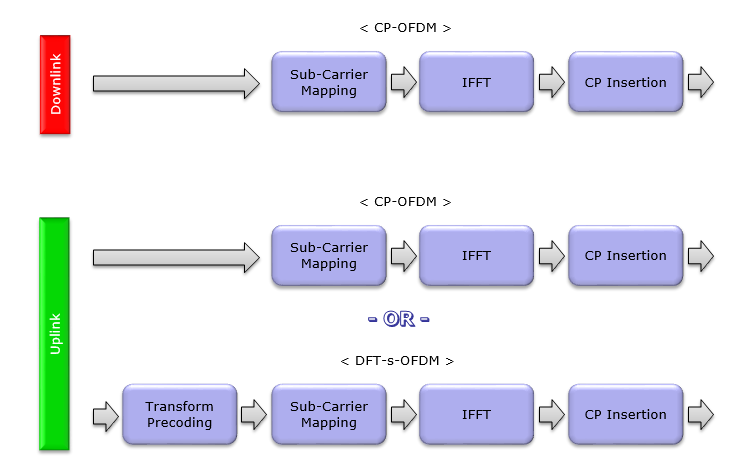 < CP-OFDM >
Downlink
Sub-Carrier
Mapping
IFFT
CP Insertion
< CP-OFDM >
Uplink
Sub-Carrier
Mapping
IFFT
CP Insertion
- OR -
< DFT-s-OFDM >
Transform
Precoding
Sub-Carrier
Mapping
IFFT
CP Insertion